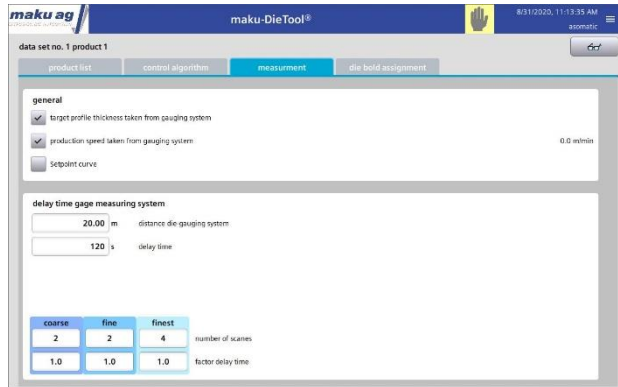 maku ag
maku-DieTool®
8/31/2020, 11:13:35 AM
asomatic
data set no. 1 product 1
product list
control algorithm
measurment
die bold assignment
general
target profile thickness taken from gauging system
production speed taken from gauging system
0.0 m/min
Setpoint curve
delay time gage measuring system
20.00 m distance die-gauging system
120 s delay time
coarse fine finest
2 2 4 number of scanes
1.0 1.0 1.0 factor delay time